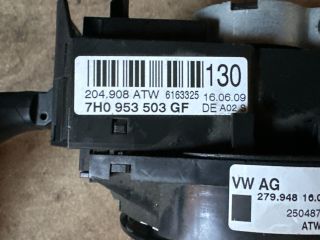 130
204.908 ATW 6163325 16.06.09
7H0 953 503 GF DE A02
VW AG
279.948 16.0
250487
ATW